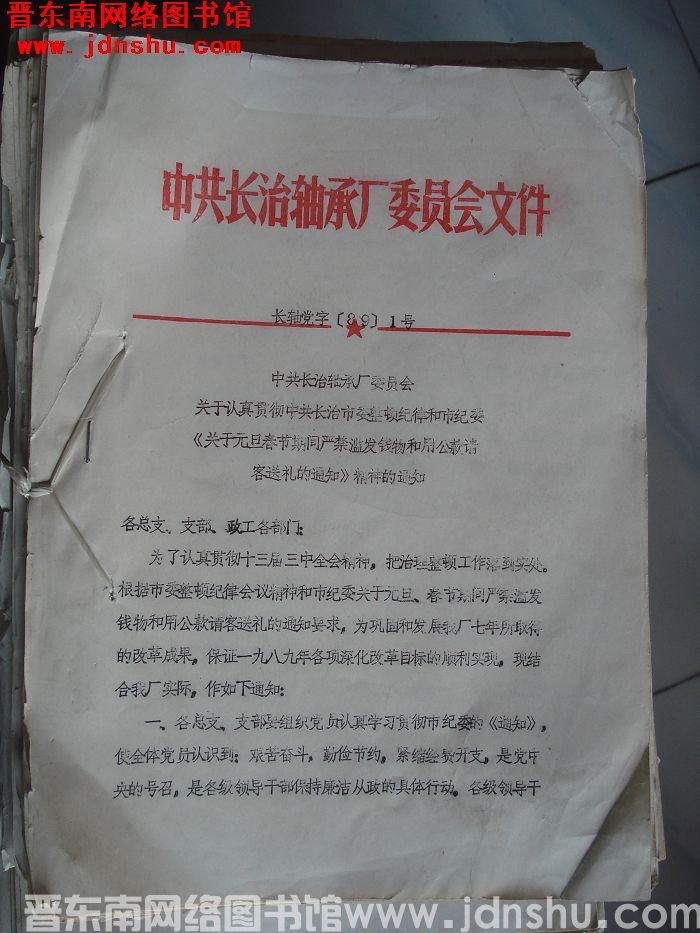 晋东南网络图书馆
www.jdnshu.com
中共长治轴承厂委员会文件
长轴党字〔89〕1号
中共长治轴承厂委员会
关于认真贯彻中共长治市委整顿纪律和市纪委
《关于元旦春节期间严禁滥发钱物和用公款请
客送礼的通知》精神的通知
各总支、支部、政工各部门：
为了认真贯彻十三届三中全会精神，把治理整顿工作落到实处。
根据市委整顿纪律会议精神和市纪委关于元旦、春节期间严禁滥发
钱物和用公款请客送礼的通知要求，为巩固和发展我厂七年所取得
的改革成果，保证一九八九年各项深化改革目标的顺利实现，现结
合我厂实际，作如下通知：
一、各总支、支部要组织党员认真学习贯彻市纪委的《通知》，
使全体党员认识到：艰苦奋斗，勤俭节约，紧缩经费开支，是党中
央的号召，是各级领导干部保持廉洁从政的具体行动。各级领导干
晋东南网络图书馆www.jdnshu.com